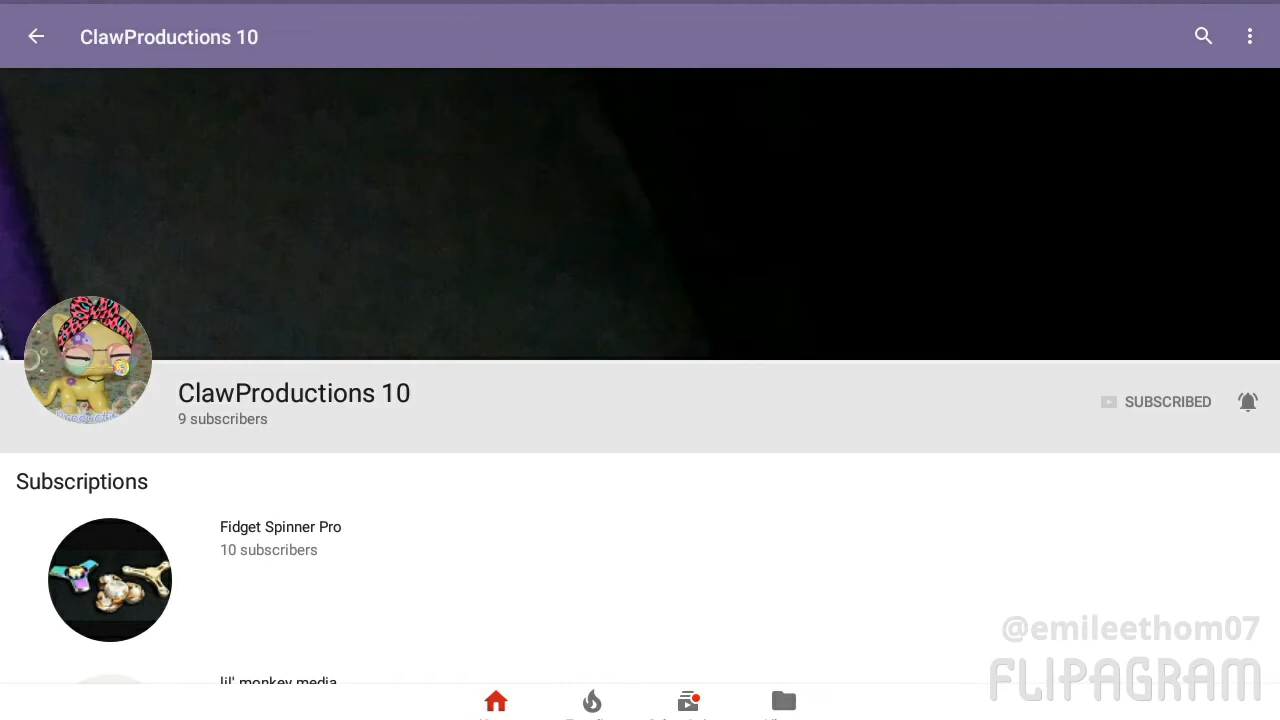 ClawProductions 10
ClawProductions 10
9 subscribers
SUBSCRIBED
Subscriptions
Fidget Spinner Pro
10 subscribers
lil' monkey media
@emileethom07
FLIPAGRAM